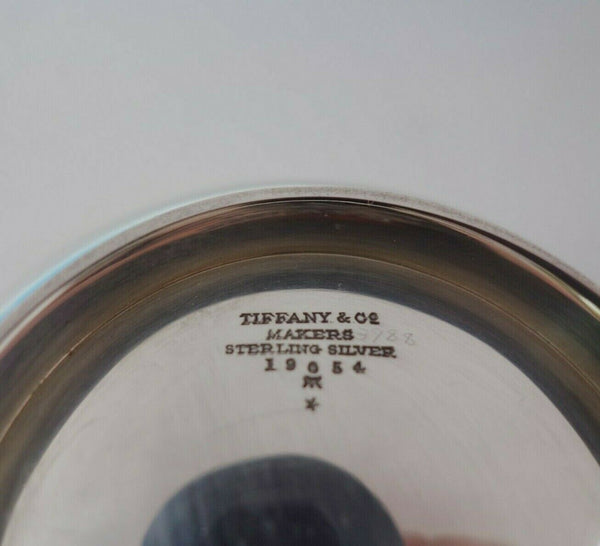 TIFFANY & Co
MAKERS
STERLING SILVER
19654
M